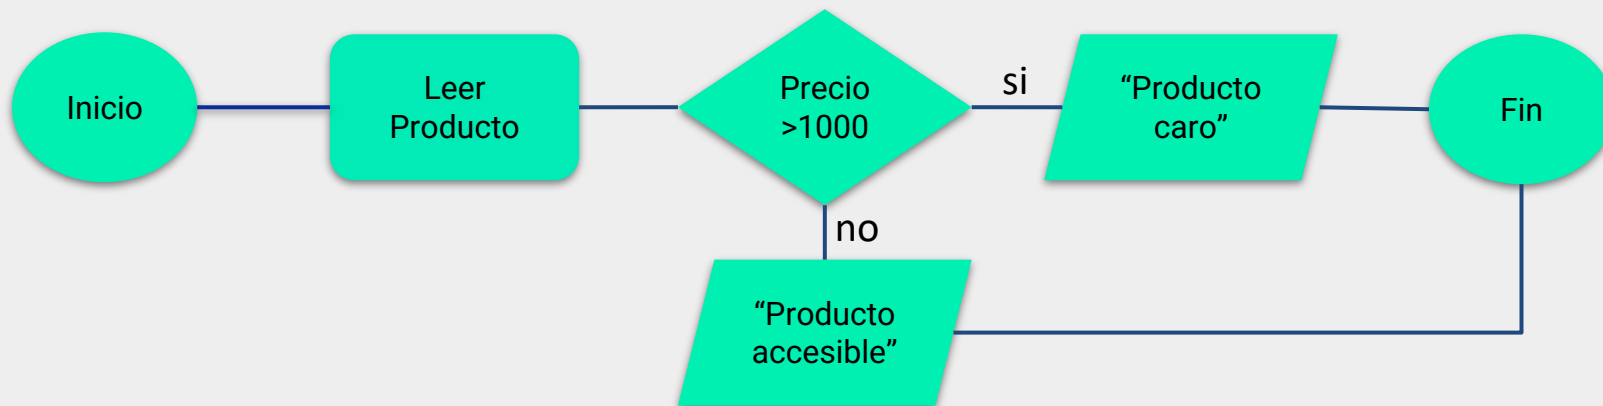 Inicio
Leer
Producto
Precio
>1000
si
“Producto
caro”
Fin
no
“Producto
accesible”